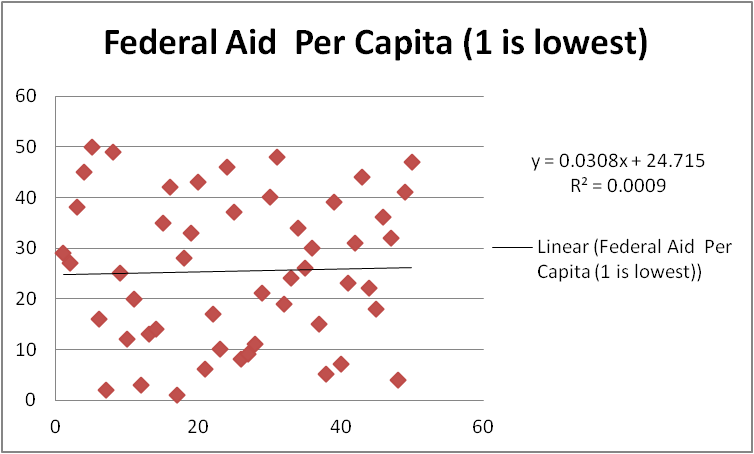 Federal Aid  Per Capita (1 is lowest)
60
50
40
30
20
10
0
0 20 40 60
y = 0.0308x + 24.715
R² = 0.0009
Linear (Federal Aid  Per
Capita (1 is lowest))